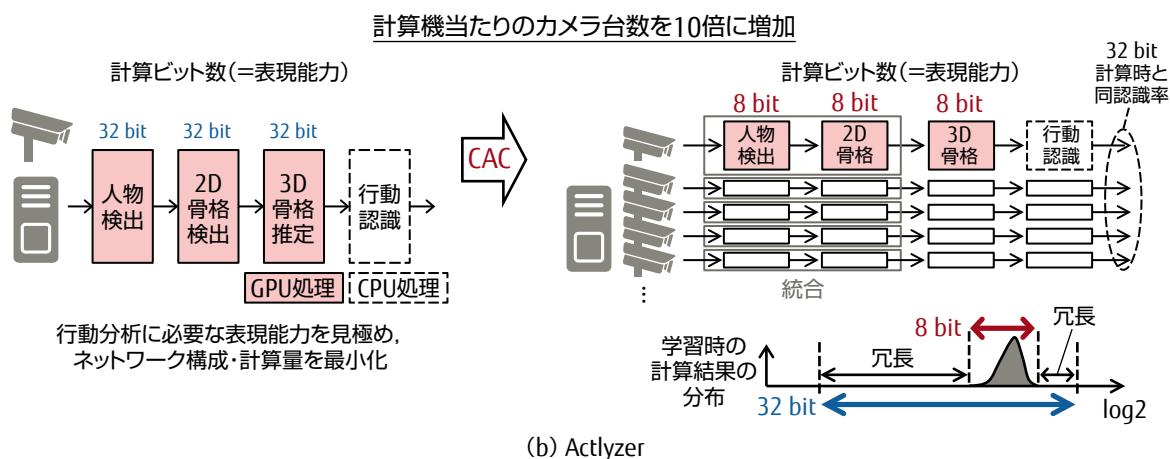 計算機当たりのカメラ台数を10倍に増加
計算ビット数(=表現能力)
32 bit
32 bit
32 bit
人物
検出
2D
骨格
検出
3D
骨格
推定
行動
認識
GPU処理
CPU処理
行動分析に必要な表現能力を見極め,
ネットワーク構成・計算量を最小化
CAC
計算ビット数(=表現能力)
8 bit
8 bit
8 bit
人物
検出
2D
骨格
3D
骨格
行動
認識
32 bit
計算時と
同認識率
⋮
統合
学習時の
計算結果の
分布
冗長
8 bit
冗長
32 bit
log2
(b) Actlyzer